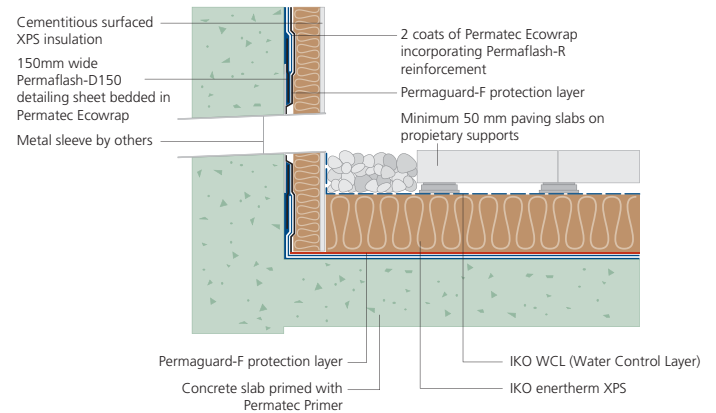 Cementitious surfaced
XPS insulation
150mm wide
Permaflash-D150
detailing sheet bedded in
Permatec Ecowrap
Metal sleeve by others
2 coats of Permatec Ecowrap
incorporating Permaflash-R
reinforcement
Permaguard-F protection layer
Minimum 50 mm paving slabs on
propietary supports
Permaguard-F protection layer
Concrete slab primed with
Permatec Primer
IKO WCL (Water Control Layer)
IKO enertherm XPS